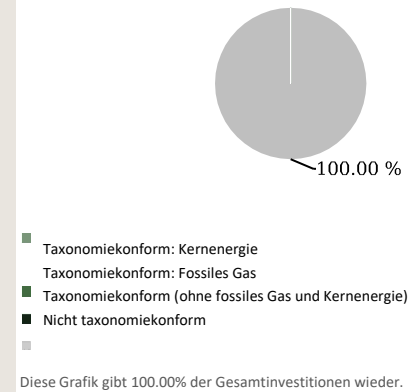 100.00 %
Taxonomiekonform: Kernenergie
Taxonomiekonform: Fossiles Gas
Taxonomiekonform (ohne fossiles Gas und Kernenergie)
Nicht taxonomiekonform
Diese Grafik gibt 100.00% der Gesamtinvestitionen wieder.